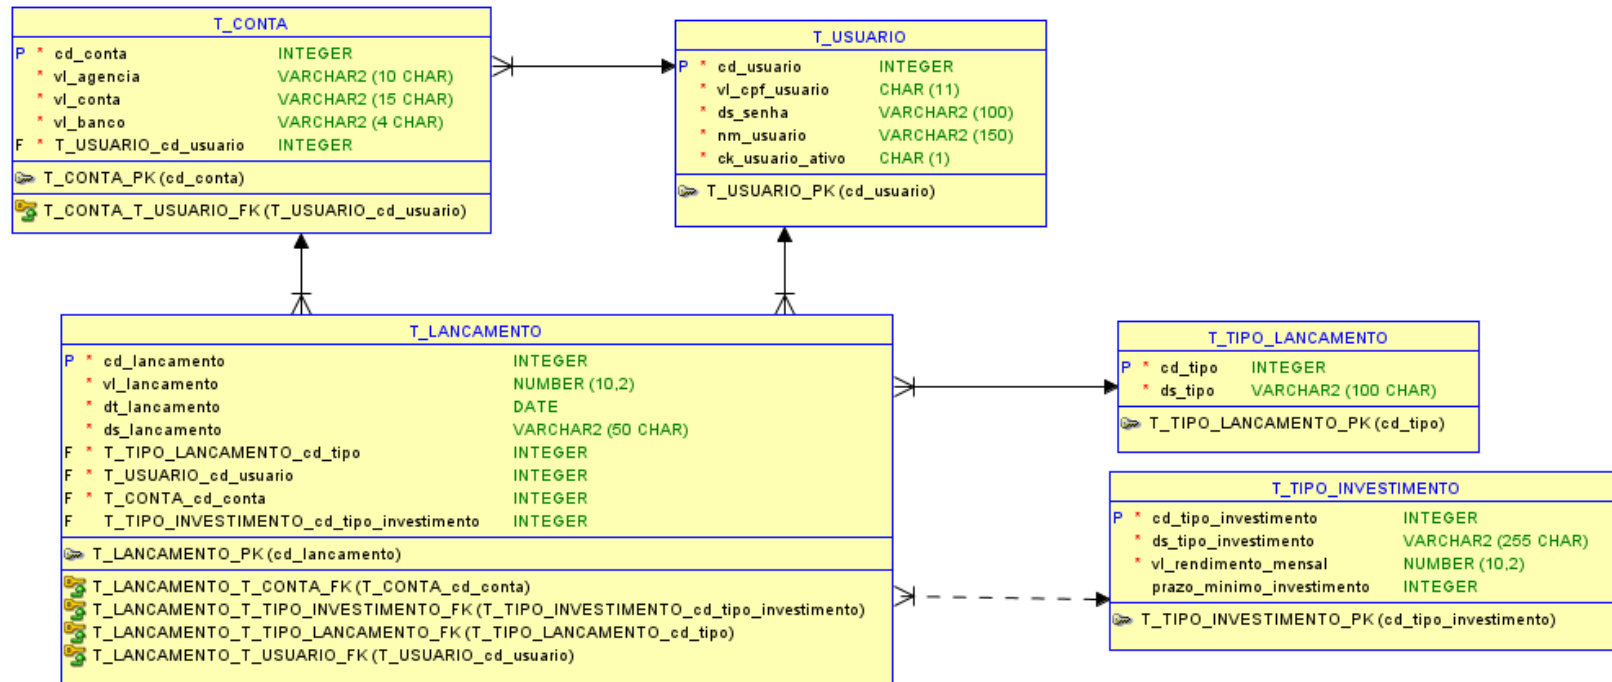 T_CONTA
P * cd_conta INTEGER
* vl_agencia VARCHAR2 (10 CHAR)
* vl_conta VARCHAR2 (15 CHAR)
* vl_banco VARCHAR2 (4 CHAR)
F * T_USUARIO_cd_usuario INTEGER
T_CONTA_PK (cd_conta)
T_CONTA_T_USUARIO_FK (T_USUARIO_cd_usuario)
T_USUARIO
P * cd_usuario INTEGER
* vl_cpf_usuario CHAR (11)
* ds_senha VARCHAR2 (100)
* nm_usuario VARCHAR2 (150)
* ck_usuario_ativo CHAR (1)
T_USUARIO_PK (cd_usuario)
T_LANCAMENTO
P * cd_lancamento INTEGER
* vl_lancamento NUMBER (10,2)
* dt_lancamento DATE
* ds_lancamento VARCHAR2 (50 CHAR)
F * T_TIPO_LANCAMENTO_cd_tipo INTEGER
F * T_USUARIO_cd_usuario INTEGER
F * T_CONTA_cd_conta INTEGER
F T_TIPO_INVESTIMENTO_cd_tipo_investimento INTEGER
T_LANCAMENTO_PK (cd_lancamento)
T_LANCAMENTO_T_CONTA_FK (T_CONTA_cd_conta)
T_LANCAMENTO_T_TIPO_INVESTIMENTO_FK (T_TIPO_INVESTIMENTO_cd_tipo_investimento)
T_LANCAMENTO_T_TIPO_LANCAMENTO_FK (T_TIPO_LANCAMENTO_cd_tipo)
T_LANCAMENTO_T_USUARIO_FK (T_USUARIO_cd_usuario)
T_TIPO_LANCAMENTO
P * cd_tipo INTEGER
* ds_tipo VARCHAR2 (100 CHAR)
T_TIPO_LANCAMENTO_PK (cd_tipo)
T_TIPO_INVESTIMENTO
P * cd_tipo_investimento INTEGER
* ds_tipo_investimento VARCHAR2 (255 CHAR)
* vl_rendimento_mensal NUMBER (10,2)
prazo_minimo_investimento INTEGER
T_TIPO_INVESTIMENTO_PK (cd_tipo_investimento)